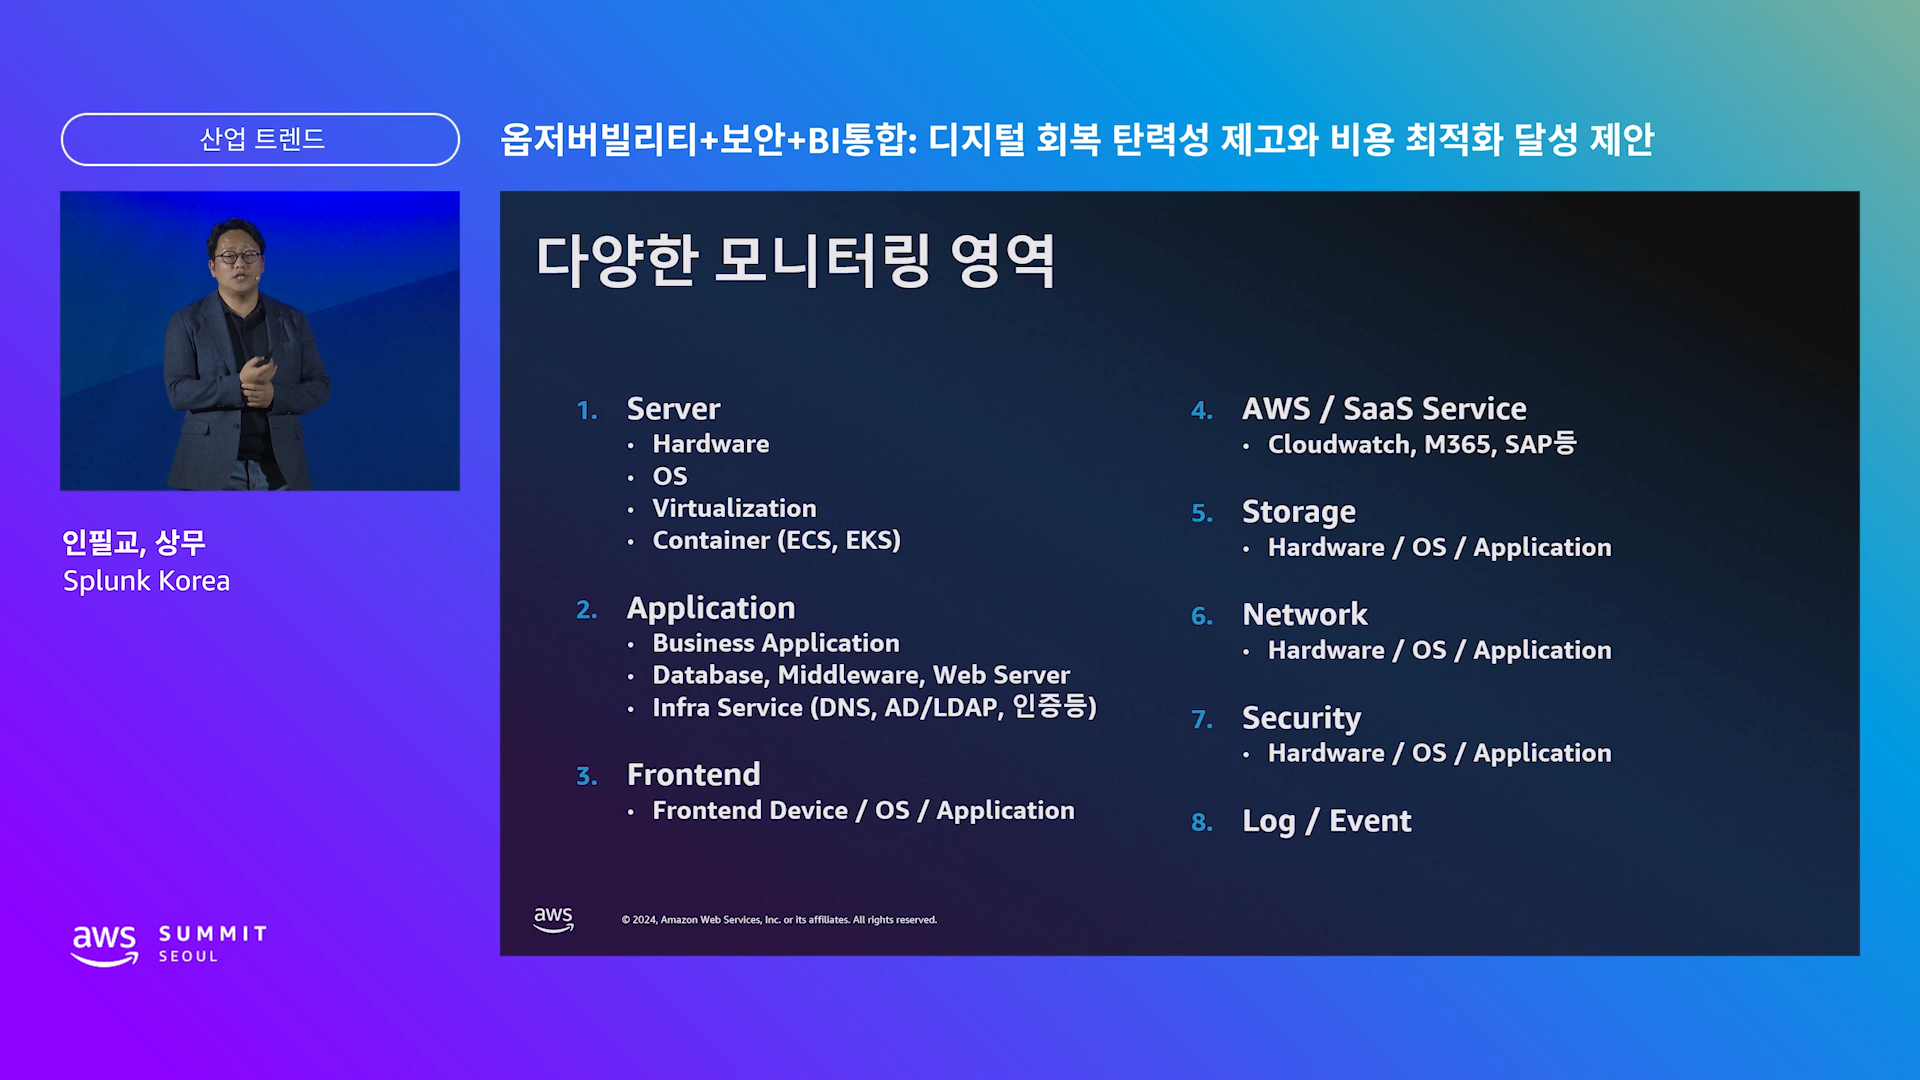 산업 트렌드
옵저버빌리티+보안+BI통합: 디지털 회복 탄력성 제고와 비용 최적화 달성 제안
인필교, 상무
Splunk Korea
다양한 모니터링 영역
1. Server
• Hardware
• OS
• Virtualization
• Container (ECS, EKS)
2. Application
• Business Application
• Database, Middleware, Web Server
• Infra Service (DNS, AD/LDAP, 인증등)
3. Frontend
• Frontend Device / OS / Application
4. AWS / SaaS Service
• Cloudwatch, M365, SAP등
5. Storage
• Hardware / OS / Application
6. Network
• Hardware / OS / Application
7. Security
• Hardware / OS / Application
8. Log / Event
aws
© 2024, Amazon Web Services, Inc. or its affiliates. All rights reserved.
aws SUMMIT
SEOUL